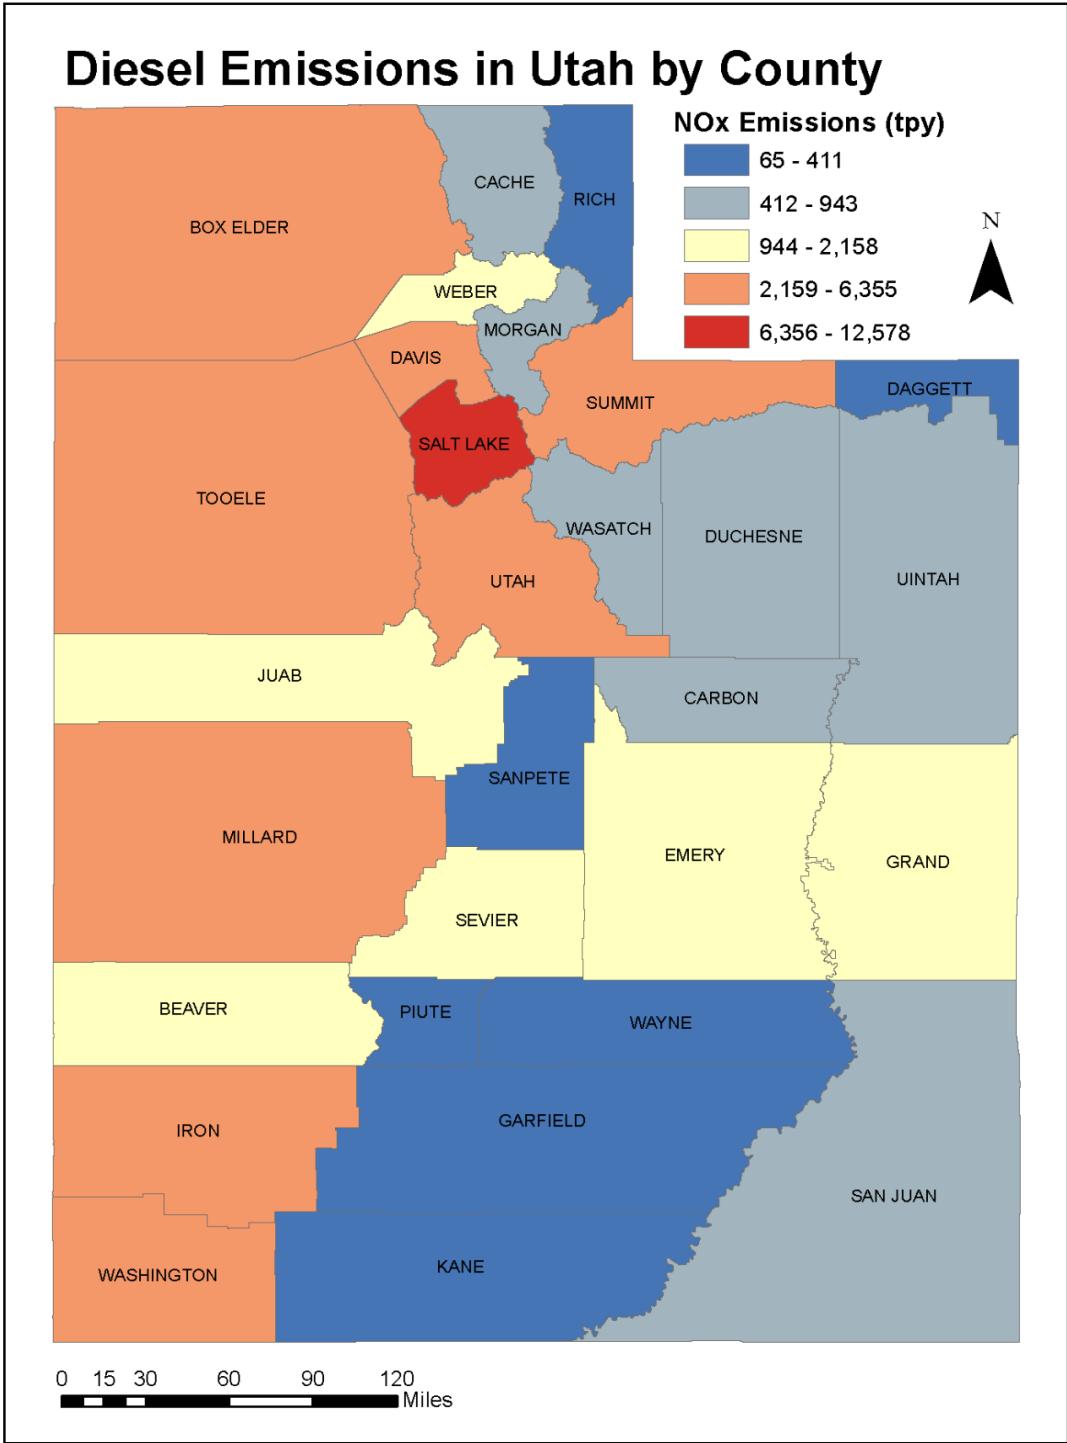 Diesel Emissions in Utah by County
NOx Emissions (tpy)
65 - 411
412 - 943
944 - 2,158
2,159 - 6,355
6,356 - 12,578
N
CACHE
RICH
BOX ELDER
WEBER
MORGAN
DAVIS
DAGGETT
SUMMIT
SALT LAKE
TOOELE
WASATCH
DUCHESNE
UINTAH
UTAH
JUAB
CARBON
SANPETE
MILLARD
EMERY
GRAND
SEVIER
BEAVER
PIUTE
WAYNE
GARFIELD
IRON
SAN JUAN
KANE
WASHINGTON
0 15 30 60 90 120
Miles